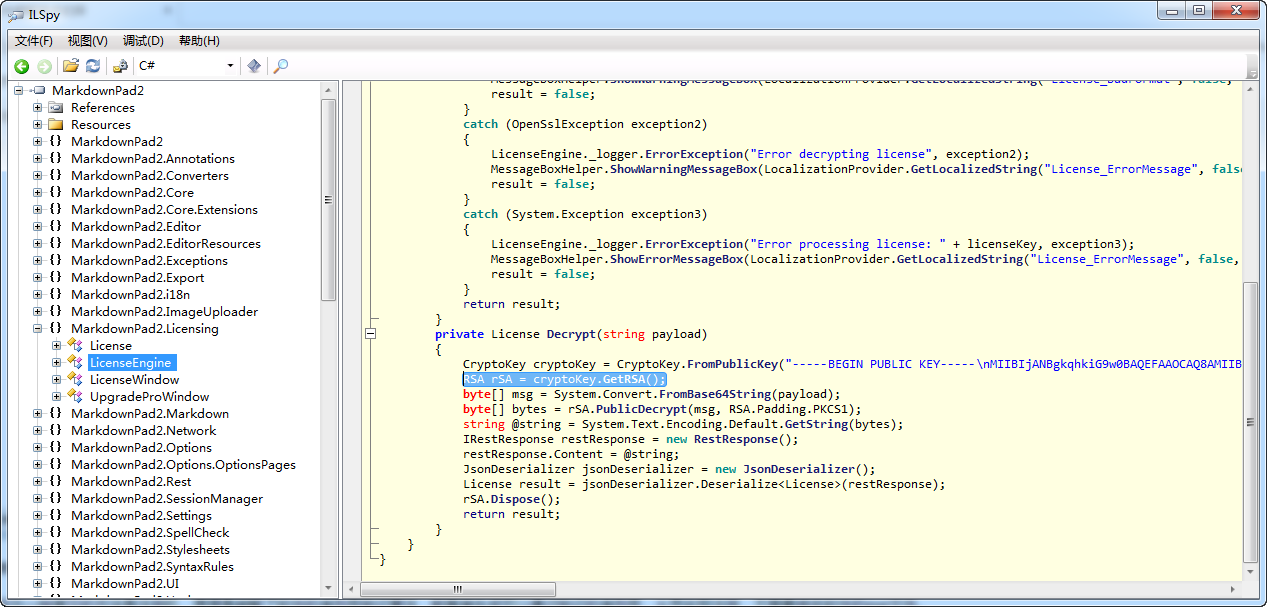 ILSpy
文件(F) 视图(V) 调试(D) 帮助(H)
C#
MarkdownPad2
References
Resources
{} MarkdownPad2
{} MarkdownPad2.Annotations
{} MarkdownPad2.Converters
{} MarkdownPad2.Core
{} MarkdownPad2.Core.Extensions
{} MarkdownPad2.Editor
{} MarkdownPad2.EditorResources
{} MarkdownPad2.Exceptions
{} MarkdownPad2.Export
{} MarkdownPad2.i18n
{} MarkdownPad2.ImageUploader
{} MarkdownPad2.Licensing
License
LicenseEngine
LicenseWindow
UpgradeProWindow
{} MarkdownPad2.Markdown
{} MarkdownPad2.Network
{} MarkdownPad2.Options
{} MarkdownPad2.Options.OptionsPages
{} MarkdownPad2.Rest
{} MarkdownPad2.SessionManager
{} MarkdownPad2.Settings
{} MarkdownPad2.SpellCheck
{} MarkdownPad2.Stylesheets
{} MarkdownPad2.SyntaxRules
{} MarkdownPad2.UI
MessageBoxHelper.ShowWarningMessageBox(LocalizationProvider.GetLocalizedString("License_BadFormat", false,
result = false;
}
catch (OpenSslException exception2)
{
LicenseEngine._logger.ErrorException("Error decrypting license", exception2);
MessageBoxHelper.ShowWarningMessageBox(LocalizationProvider.GetLocalizedString("License_ErrorMessage", fals
result = false;
}
catch (System.Exception exception3)
{
LicenseEngine._logger.ErrorException("Error processing license: " + licenseKey, exception3);
MessageBoxHelper.ShowErrorMessageBox(LocalizationProvider.GetLocalizedString("License_ErrorMessage", false,
result = false;
}
return result;
}
private License Decrypt(string payload)
{
CryptoKey cryptoKey = CryptoKey.FromPublicKey("-----BEGIN PUBLIC KEY-----\nMIIBIjANBgkqhkiG9w0BAQEFAAOCAQ8AMIIB
RSA rSA = cryptoKey.GetRSA();
byte[] msg = System.Convert.FromBase64String(payload);
byte[] bytes = rSA.PublicDecrypt(msg, RSA.Padding.PKCS1);
string @string = System.Text.Encoding.Default.GetString(bytes);
IRestResponse restResponse = new RestResponse();
restResponse.Content = @string;
JsonDeserializer jsonDeserializer = new JsonDeserializer();
License result = jsonDeserializer.Deserialize<License>(restResponse);
rSA.Dispose();
return result;
}
}
}